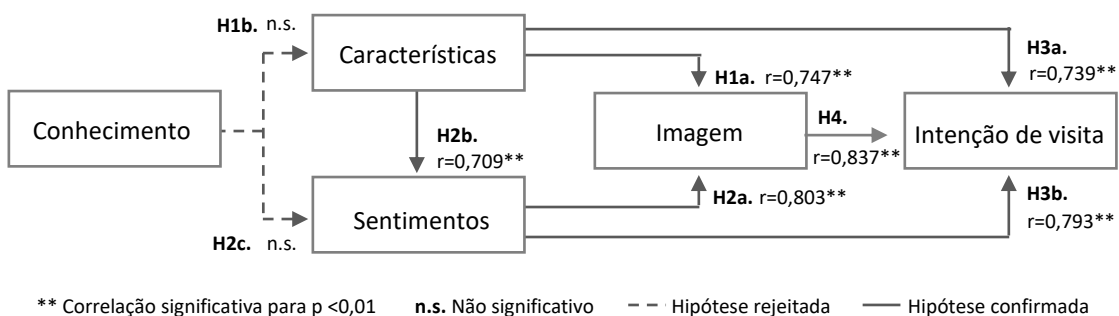 H1b. n.s.
Características
H3a.
r=0,739**
H1a. r=0,747**
Conhecimento
H2b.
r=0,709**
Imagem
H4.
r=0,837**
Intenção de visita
Sentimentos
H2a. r=0,803**
H3b.
r=0,793**
H2c. n.s.
** Correlação significativa para p <0,01 n.s. Não significativo Hipótese rejeitada Hipótese confirmada